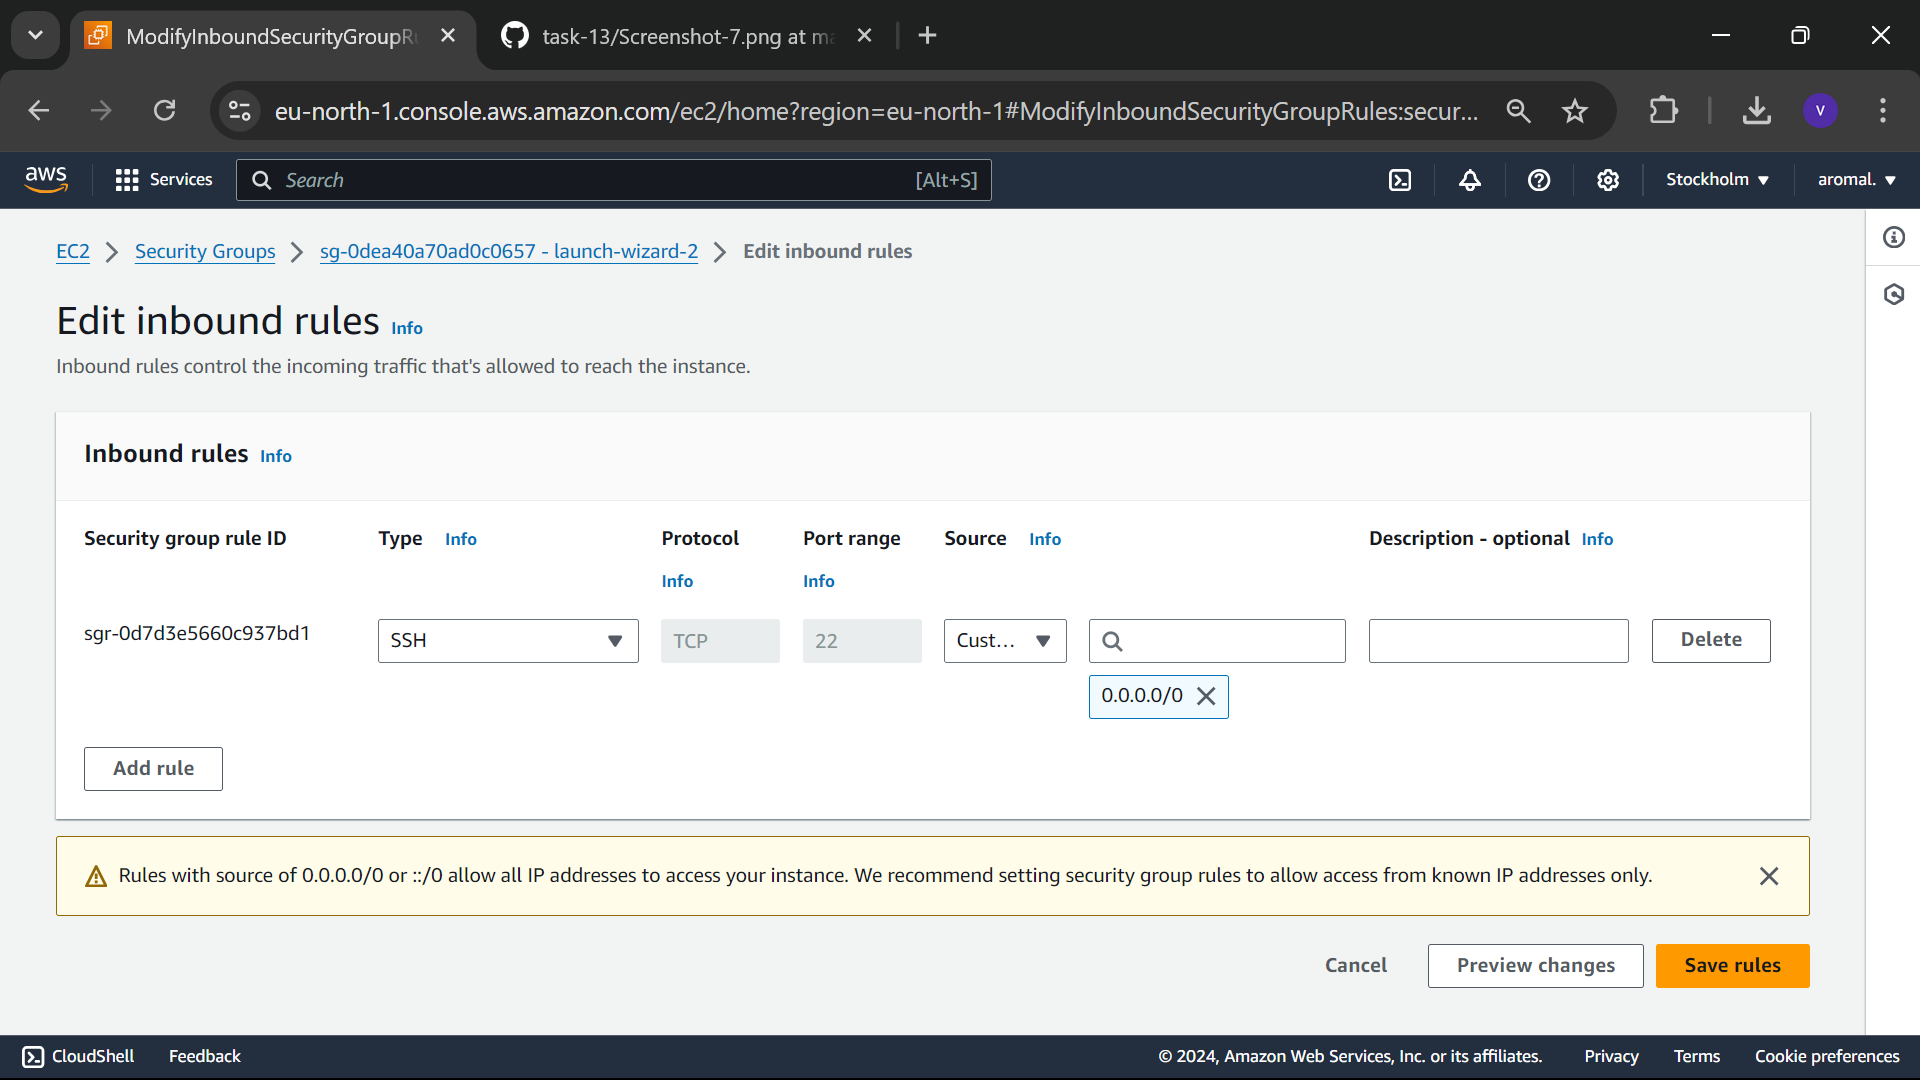 ModifyInboundSecurityGroupRu
task-13/Screenshot-7.png at ma
eu-north-1.console.aws.amazon.com/ec2/home?region=eu-north-1#ModifyInboundSecurityGroupRules:secur...
V
aws
Services
Search
[Alt+S]
Stockholm
aromal.
EC2
Security Groups
sg-0dea40a70ad0c0657 - launch-wizard-2
Edit inbound rules
Edit inbound rules Info
Inbound rules control the incoming traffic that's allowed to reach the instance.
Inbound rules Info
Security group rule ID
Type Info
Protocol
Info
Port range
Info
Source Info
Description - optional Info
sgr-0d7d3e5660c937bd1
SSH
TCP
22
Cust...
Delete
0.0.0.0/0
Add rule
Rules with source of 0.0.0.0/0 or ::/0 allow all IP addresses to access your instance. We recommend setting security group rules to allow access from known IP addresses only.
Cancel
Preview changes
Save rules
CloudShell
Feedback
© 2024, Amazon Web Services, Inc. or its affiliates.
Privacy
Terms
Cookie preferences